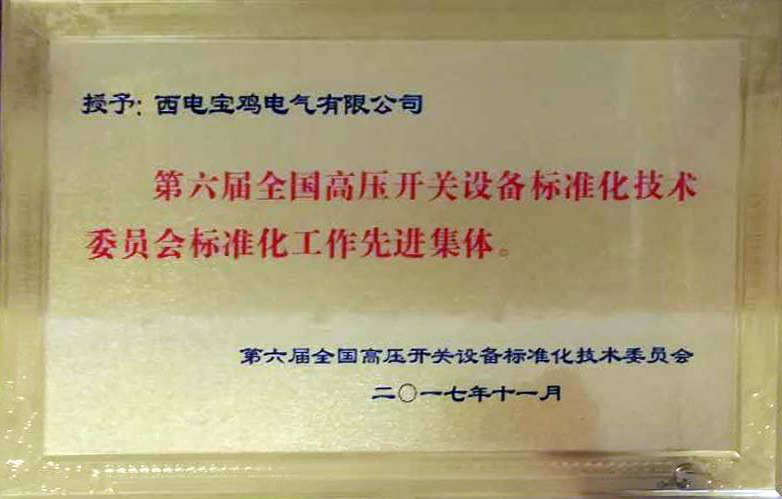 授予：西电宝鸡电气有限公司
第六届全国高压开关设备标准化技术
委员会标准化工作先进集体。
第六届全国高压开关设备标准化技术委员会
二〇一七年十一月